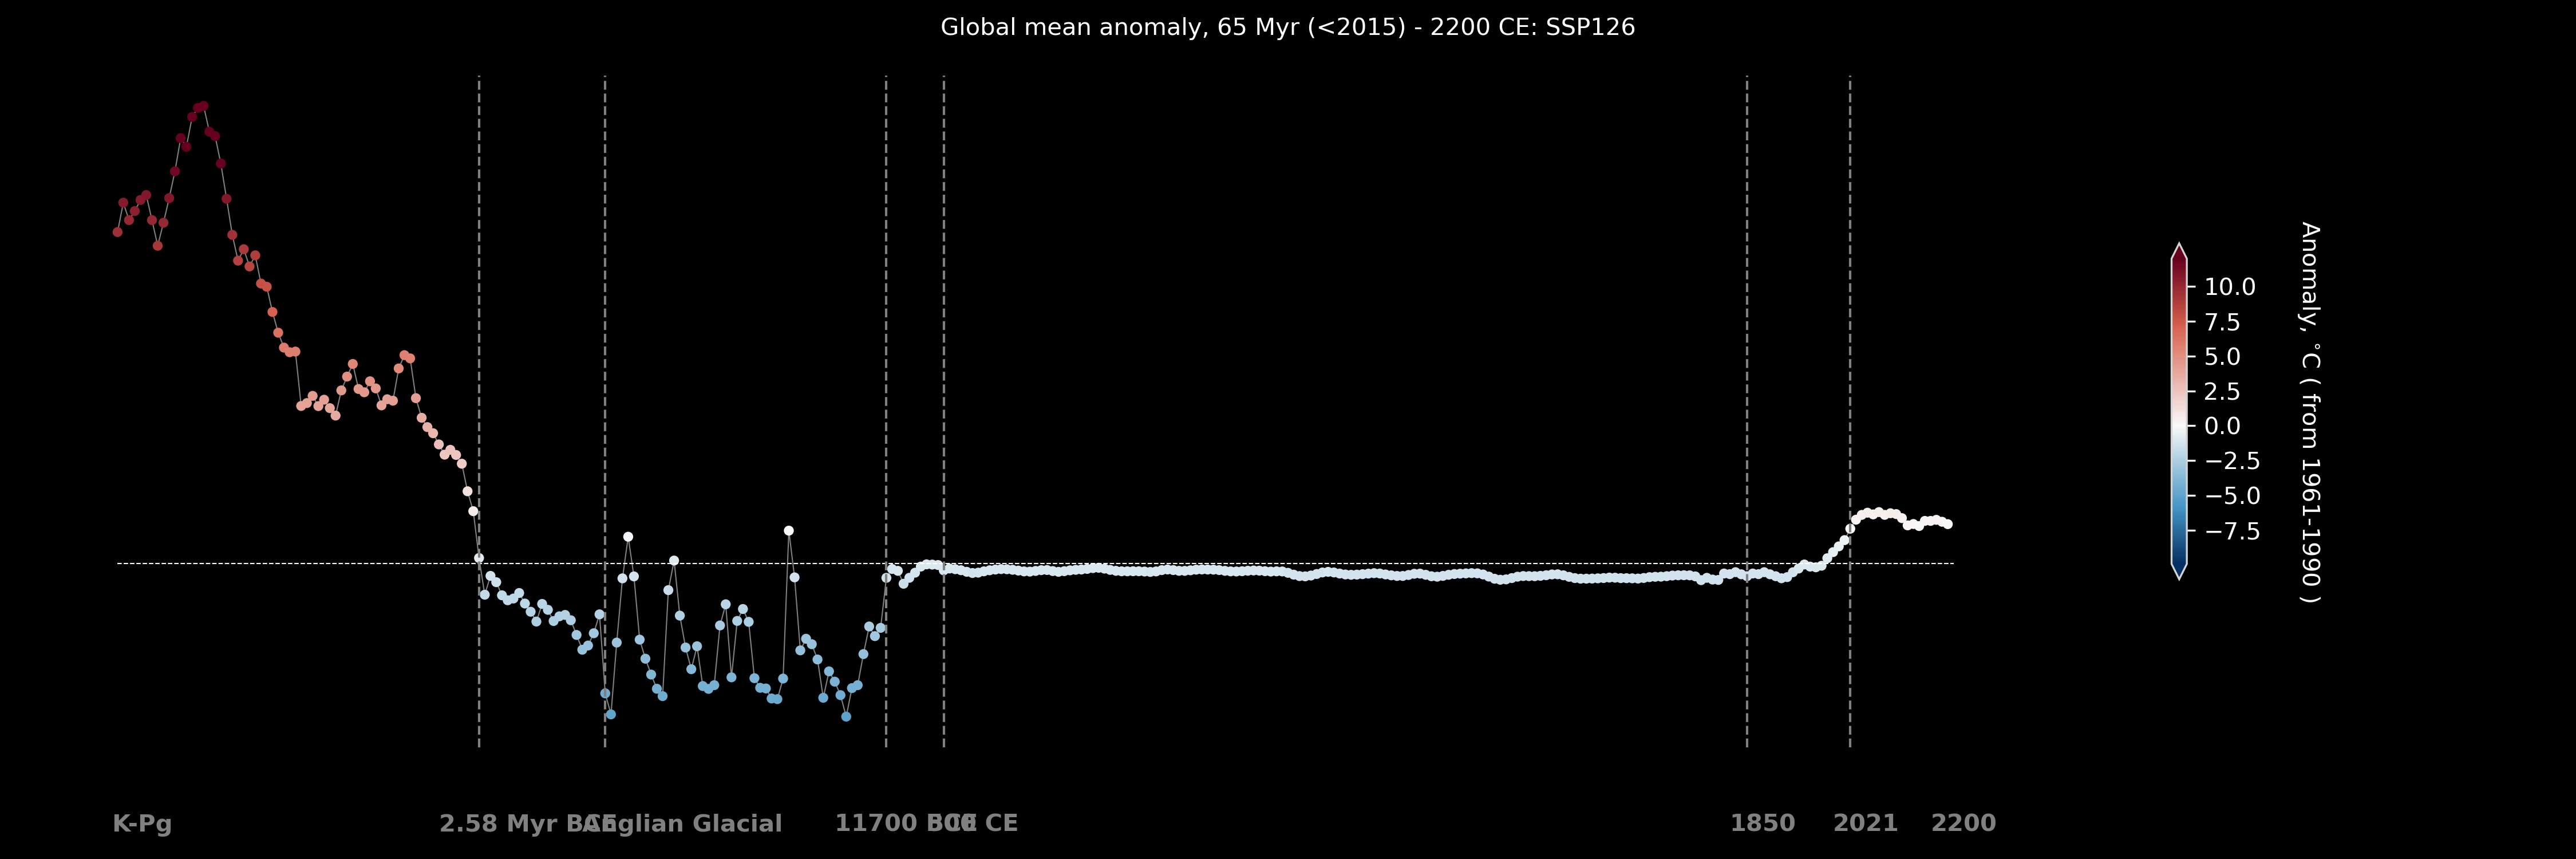 Global mean anomaly, 65 Myr (<2015) - 2200 CE: SSP126
10.0
7.5
5.0
2.5
0.0
−2.5
−5.0
−7.5
Anomaly, °C ( from 1961-1990 )
K-Pg
2.58 Myr BCE
Anglian Glacial
11700 BCE
CE
1850
2021
2200